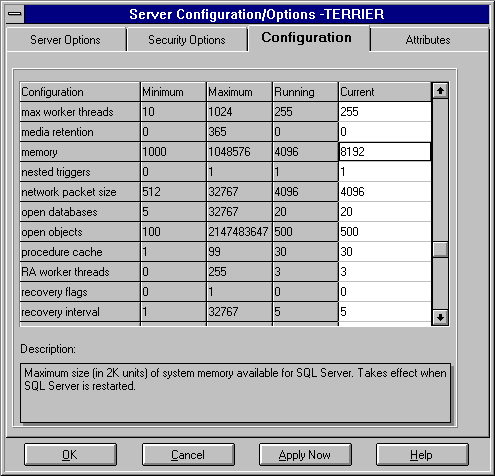 Server Configuration/Options -TERRIER
Server Options Security Options Configuration Attributes
Configuration Minimum Maximum Running Current
max worker threads 10 1024 255 255
media retention 0 365 0 0
memory 1000 1048576 4096 8192
nested triggers 0 1 1 1
network packet size 512 32767 4096 4096
open databases 5 32767 20 20
open objects 100 2147483647 500 500
procedure cache 1 99 30 30
RA worker threads 0 255 3 3
recovery flags 0 1 0 0
recovery interval 1 32767 5 5
Description:
Maximum size (in 2K units) of system memory available for SQL Server. Takes effect when
SQL Server is restarted.
OK Cancel Apply Now Help